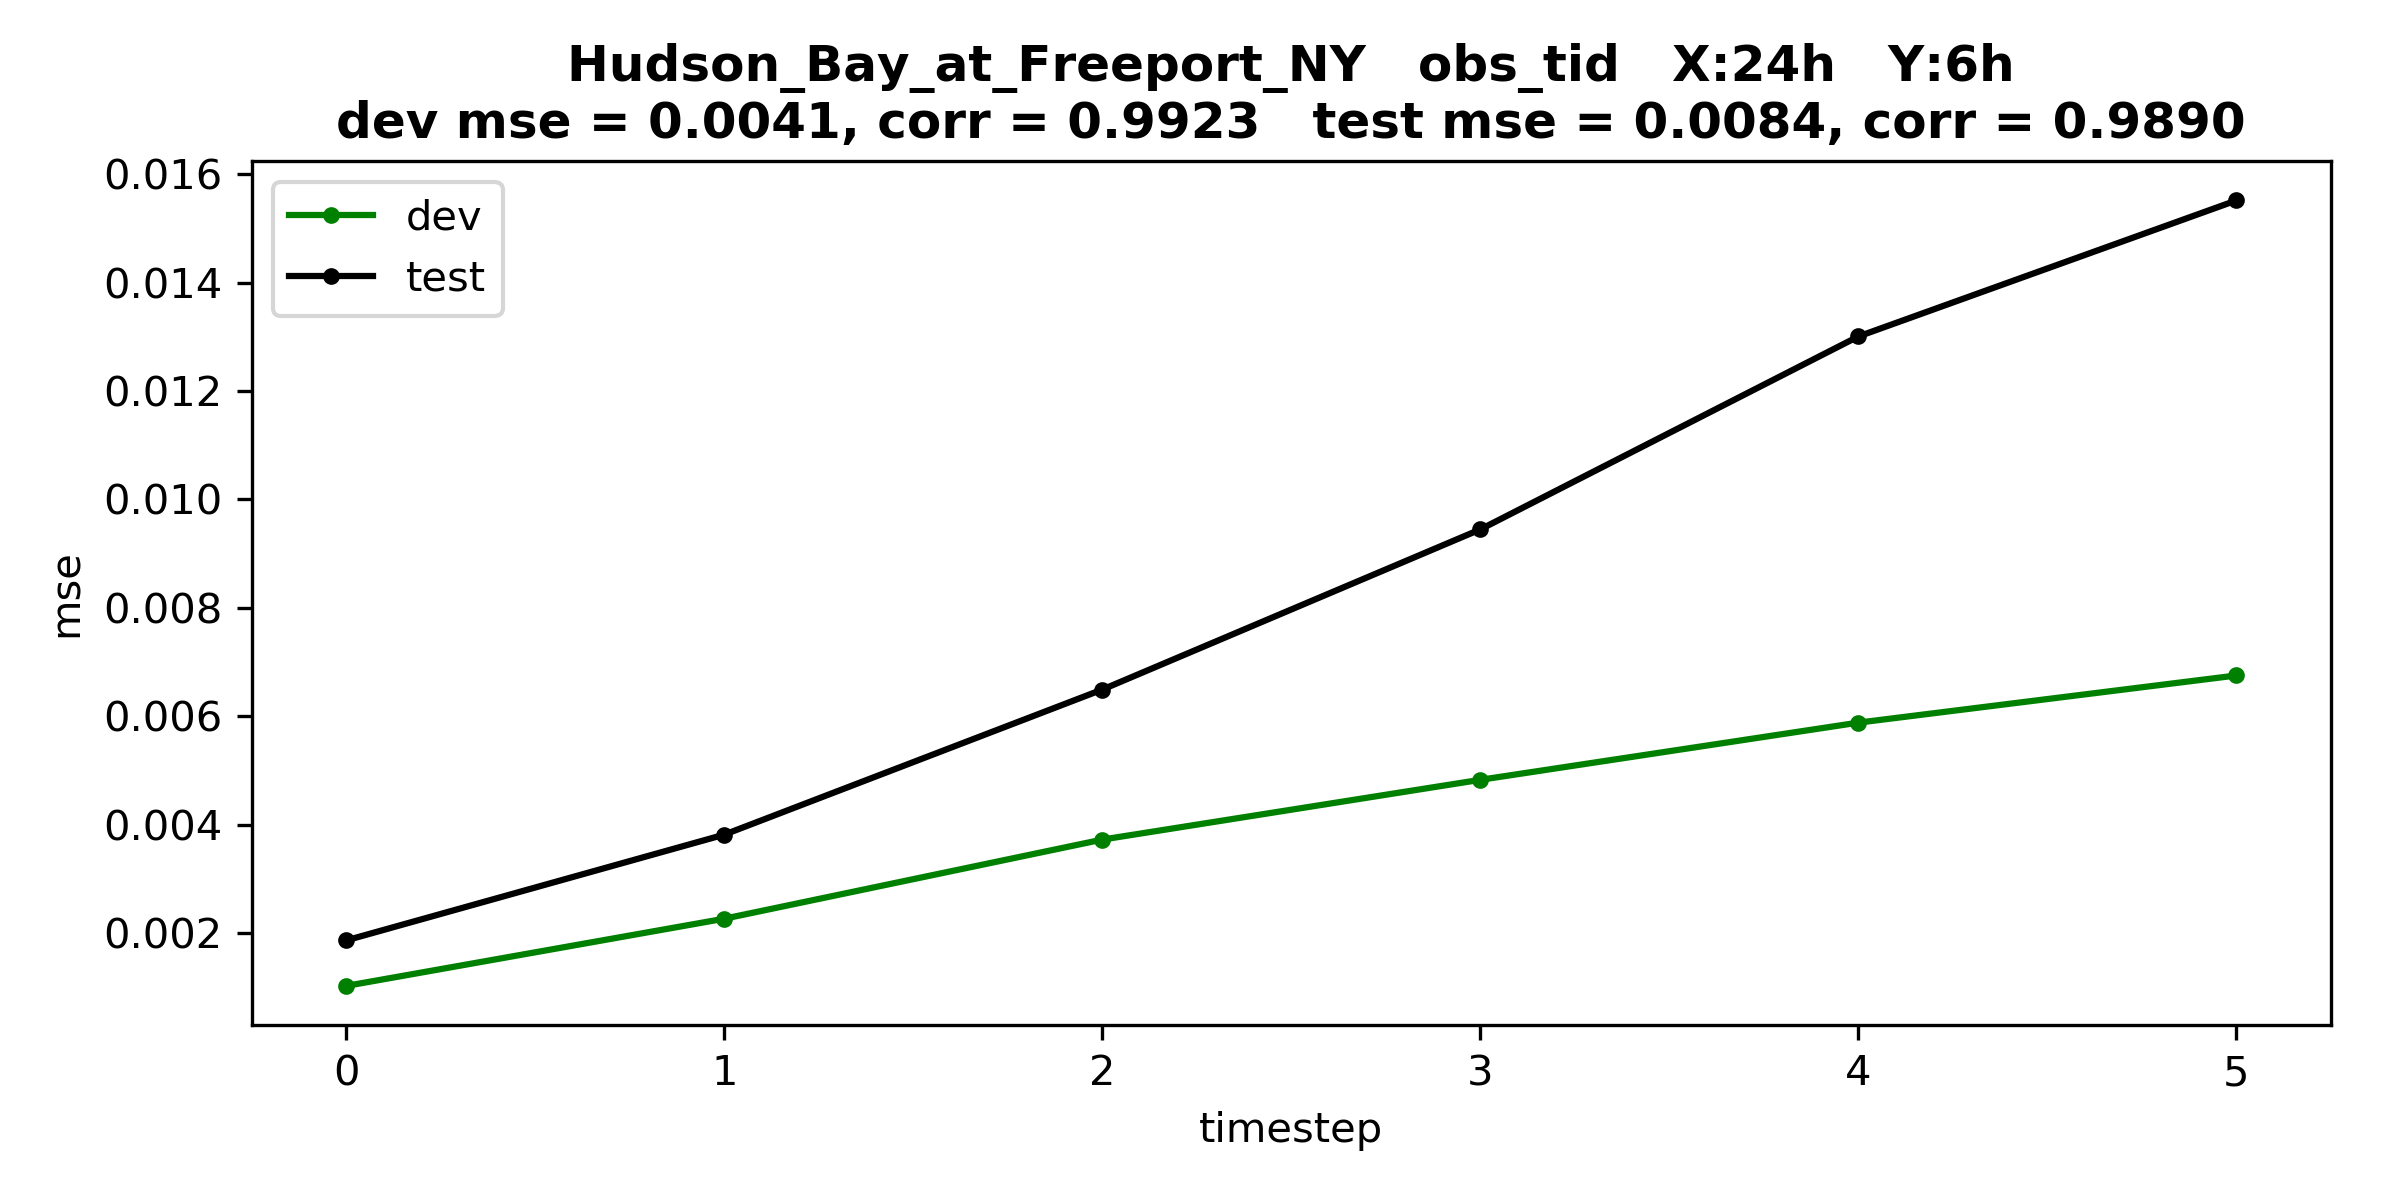 Hudson_Bay_at_Freeport_NY   obs_tid   X:24h   Y:6h
dev mse = 0.0041, corr = 0.9923   test mse = 0.0084, corr = 0.9890
dev
test
0.016
0.014
0.012
0.010
0.008
0.006
0.004
0.002
mse
0 1 2 3 4 5
timestep